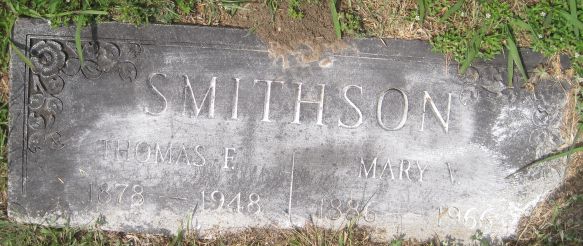 SMITHSON
THOMAS F. MARY V.
1878 – 1948 1886 – 1966